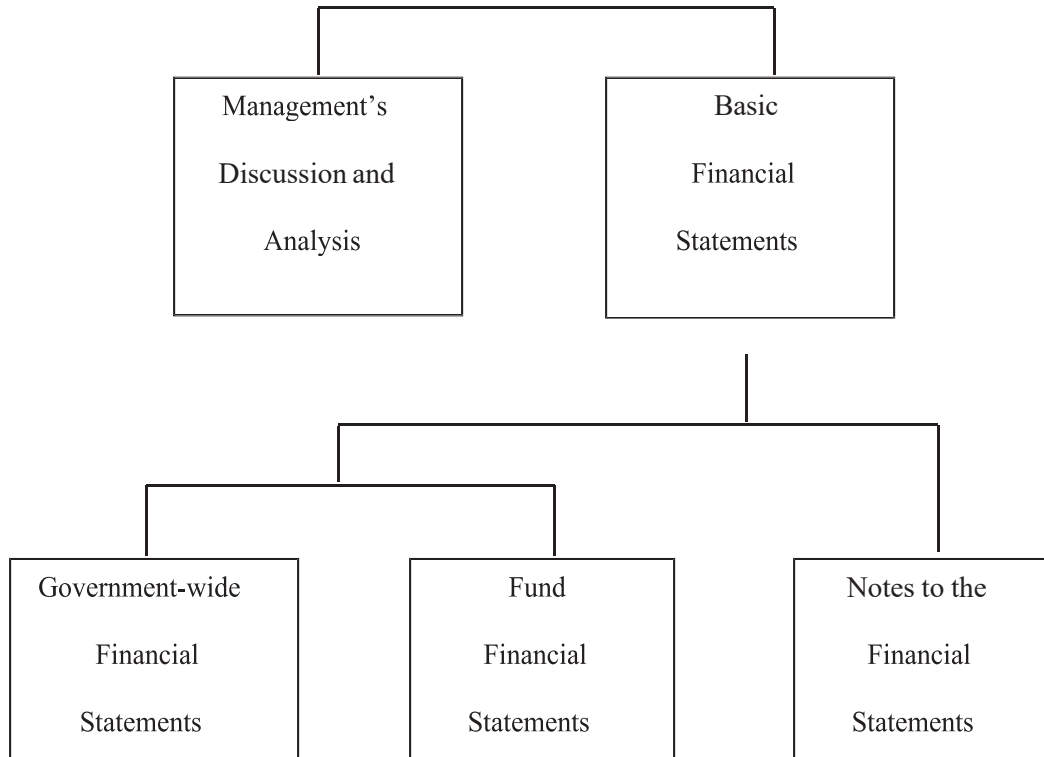 Management’s
Discussion and
Analysis
Basic
Financial
Statements
Government-wide
Financial
Statements
Fund
Financial
Statements
Notes to the
Financial
Statements